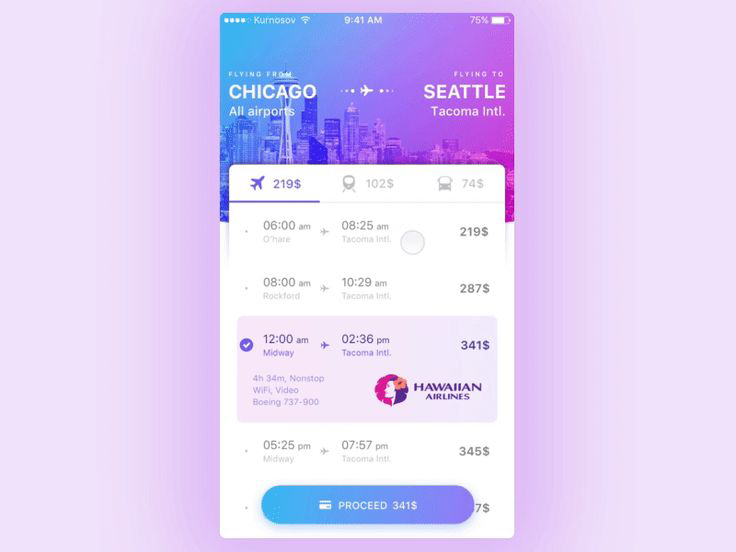 Kurnosov 9:41 AM 75%
FLYING FROM FLYING TO
CHICAGO SEATTLE
All airports Tacoma Intl.
219$ 102$ 74$
06:00 am 08:25 am 219$
O'hare Tacoma Intl.
08:00 am 10:29 am 287$
Rockford Tacoma Intl.
12:00 am 02:36 pm 341$
Midway Tacoma Intl.
4h 34m, Nonstop
WiFi, Video
Boeing 737-900
HAWAIIAN
AIRLINES
05:25 pm 07:57 pm 345$
Midway Tacoma Intl.
PROCEED 341$ 7$